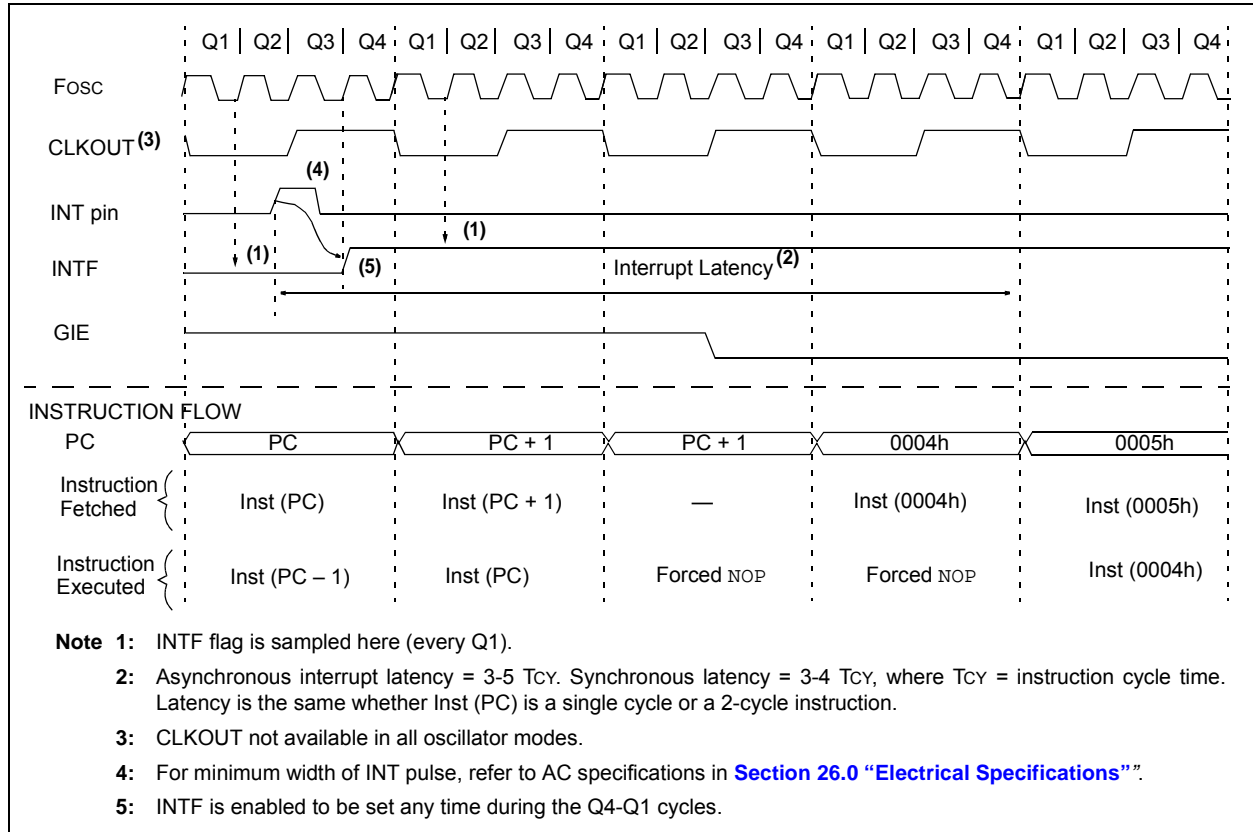 Q1 Q2 Q3 Q4 Q1 Q2 Q3 Q4 Q1 Q2 Q3 Q4 Q1 Q2 Q3 Q4 Q1 Q2 Q3 Q4
FOSC
CLKOUT (3)
(4)
INT pin
(1)
(1)
INTF
(5)
Interrupt Latency (2)
GIE
INSTRUCTION FLOW
PC PC PC + 1 PC + 1 0004h 0005h
Instruction
Fetched
Inst (PC) Inst (PC + 1) — Inst (0004h) Inst (0005h)
Instruction
Executed
Inst (PC – 1) Inst (PC) Forced NOP Forced NOP Inst (0004h)
Note 1: INTF flag is sampled here (every Q1).
2: Asynchronous interrupt latency = 3-5 TCY. Synchronous latency = 3-4 TCY, where TCY = instruction cycle time.
Latency is the same whether Inst (PC) is a single cycle or a 2-cycle instruction.
3: CLKOUT not available in all oscillator modes.
4: For minimum width of INT pulse, refer to AC specifications in Section 26.0 “Electrical Specifications””.
5: INTF is enabled to be set any time during the Q4-Q1 cycles.